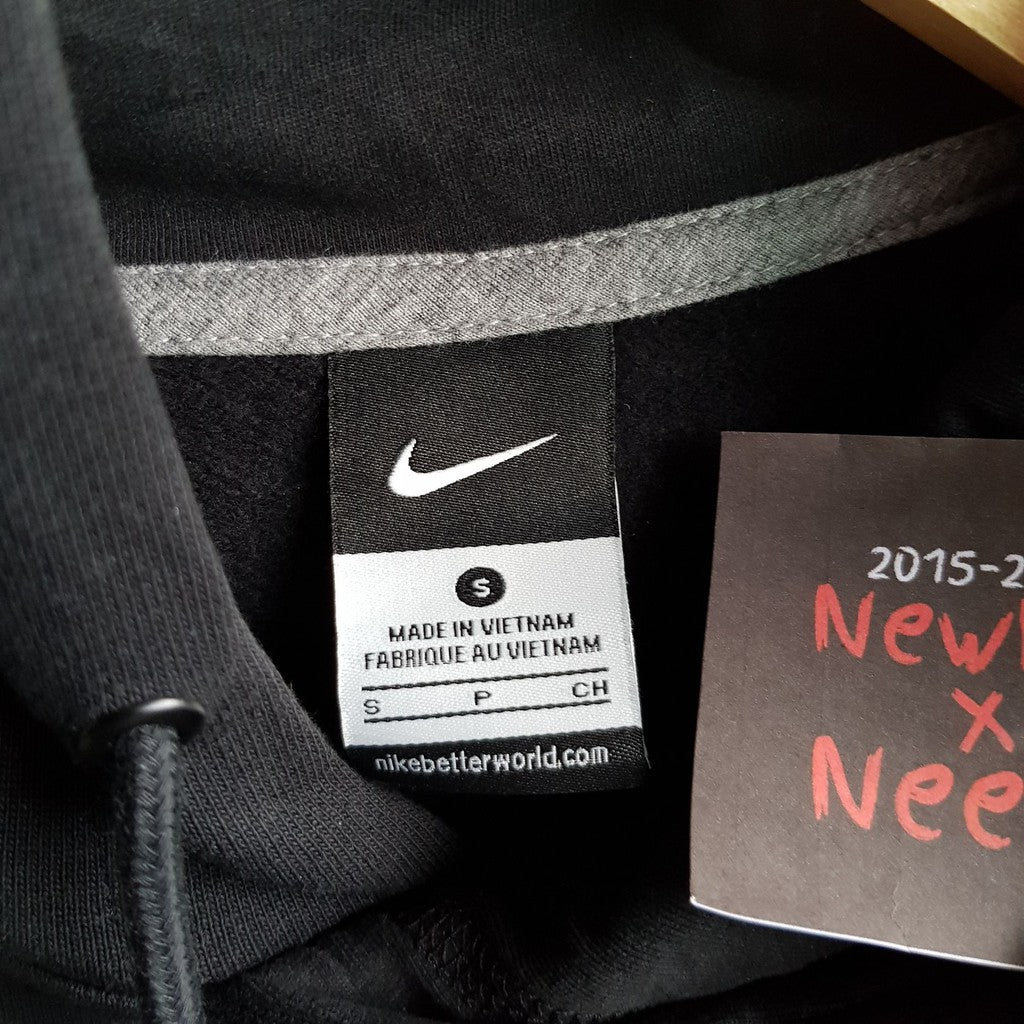 S
MADE IN VIETNAM
FABRIQUE AU VIETNAM
S P CH
nikebetterworld.com
2015-2
New
x
Nee